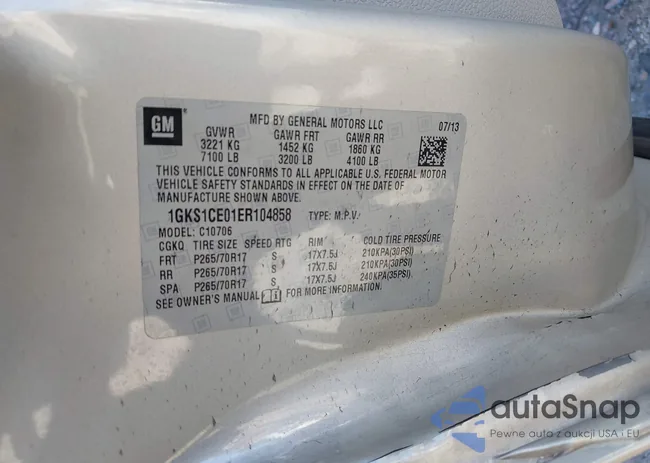 GM
MFD BY GENERAL MOTORS LLC 07/13
GVWR GAWR FRT GAWR RR
3221 KG 1452 KG 1860 KG
7100 LB 3200 LB 4100 LB
THIS VEHICLE CONFORMS TO ALL APPLICABLE U.S. FEDERAL MOTOR
VEHICLE SAFETY STANDARDS IN EFFECT ON THE DATE OF
MANUFACTURE SHOWN ABOVE.
1GKS1CE01ER104858 TYPE: M.P.V.
MODEL: C10706
CGKQ TIRE SIZE SPEED RTG RIM COLD TIRE PRESSURE
FRT P265/70R17 S 17X7.5J 210KPA(30PSI)
RR P265/70R17 S 17X7.5J 210KPA(30PSI)
SPA P265/70R17 S 17X7.5J 240KPA(35PSI)
SEE OWNER'S MANUAL FOR MORE INFORMATION.
autaSnap
Pewne auta z aukcji USA i EU